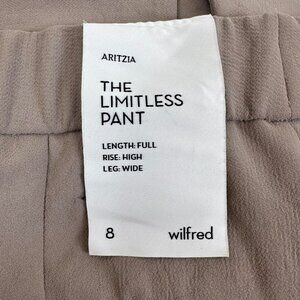 ARITZIA
THE
LIMITLESS
PANT
LENGTH: FULL
RISE: HIGH
LEG: WIDE
8 wilfred